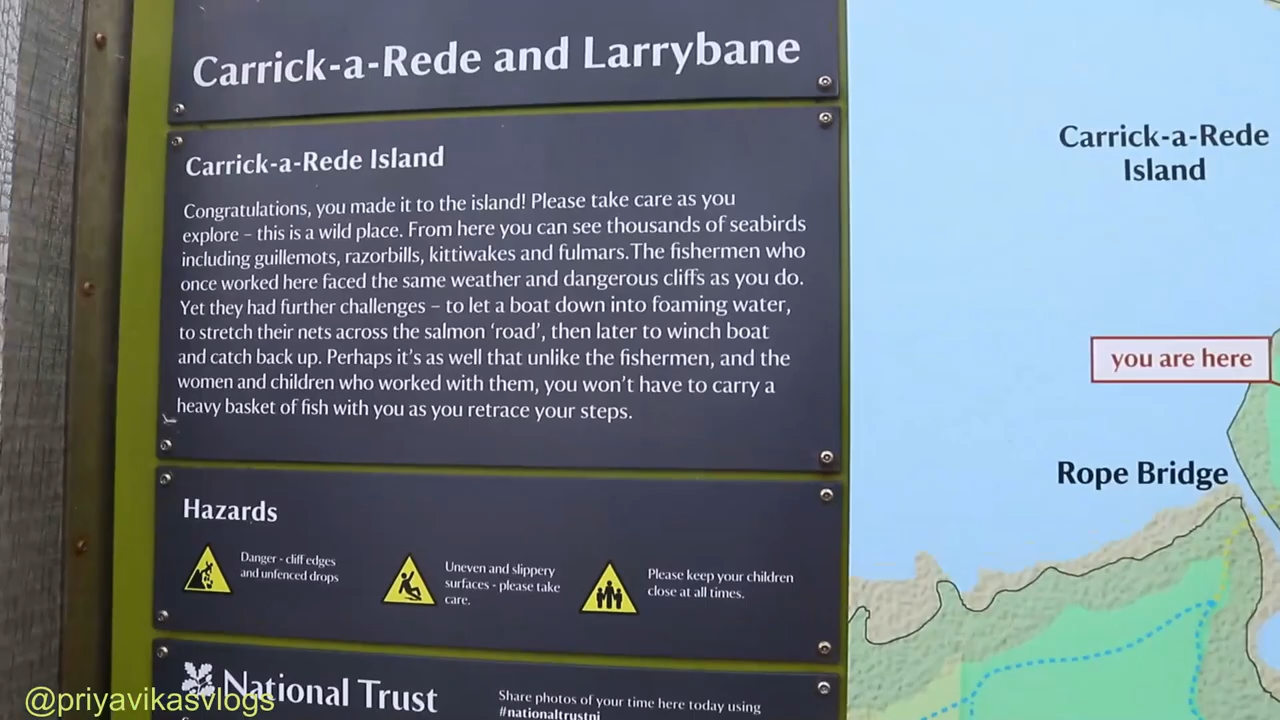 Carrick-a-Rede and Larrybane
Carrick-a-Rede Island
Congratulations, you made it to the island! Please take care as you
explore – this is a wild place. From here you can see thousands of seabirds
including guillemots, razorbills, kittiwakes and fulmars.The fishermen who
once worked here faced the same weather and dangerous cliffs as you do.
Yet they had further challenges – to let a boat down into foaming water,
to stretch their nets across the salmon ‘road’, then later to winch boat
and catch back up. Perhaps it’s as well that unlike the fishermen, and the
women and children who worked with them, you won’t have to carry a
heavy basket of fish with you as you retrace your steps.
Hazards
Danger - cliff edges
and unfenced drops
Uneven and slippery
surfaces - please take
care.
Please keep your children
close at all times.
National Trust
Share photos of your time here today using
#nationaltrustni
Carrick-a-Rede
Island
you are here
Rope Bridge
@priyavikasvlogs